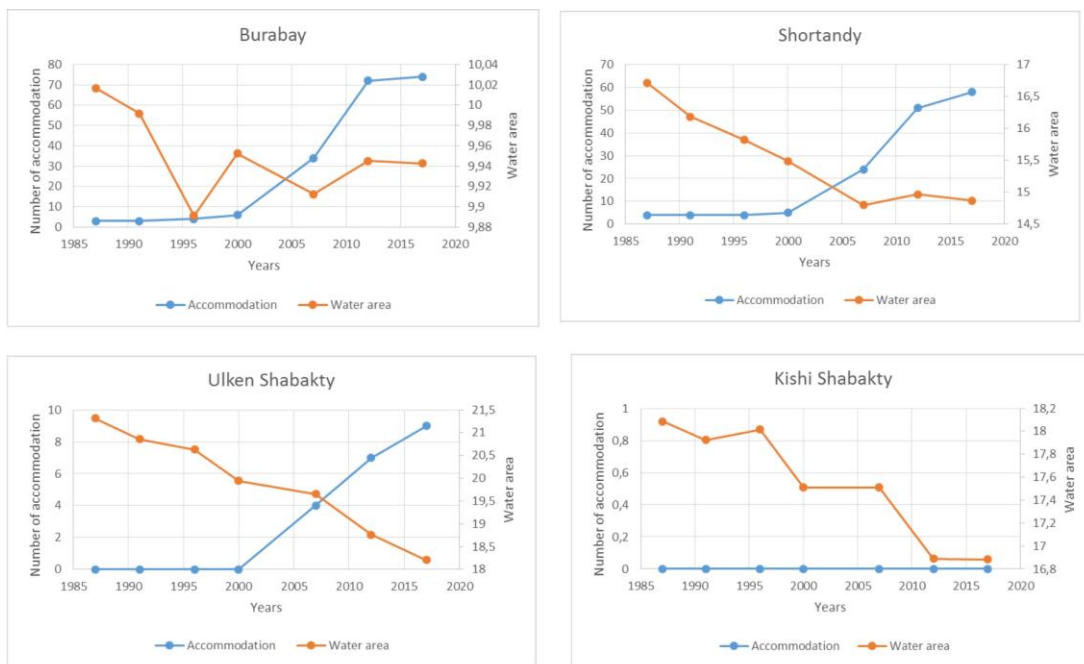 Burabay
Number of accommodation
80
70
60
50
40
30
20
10
0
10,04
10,02
10
9,98
9,96
9,94
9,92
9,9
9,88
Water area
1985 1990 1995 2000 2005 2010 2015 2020
Years
Accommodation Water area
Shortandy
Number of accommodation
70
60
50
40
30
20
10
0
17
16,5
16
15,5
15
14,5
Water area
1985 1990 1995 2000 2005 2010 2015 2020
Years
Accommodation Water area
Ulken Shabakty
Number of accommodation
10
8
6
4
2
0
21,5
21
20,5
20
19,5
19
18,5
18
Water area
1985 1990 1995 2000 2005 2010 2015 2020
Years
Accommodation Water area
Kishi Shabakty
Number of accommodation
1
0,8
0,6
0,4
0,2
0
18,2
18
17,8
17,6
17,4
17,2
17
16,8
Water area
1985 1990 1995 2000 2005 2010 2015 2020
Years
Accommodation Water area